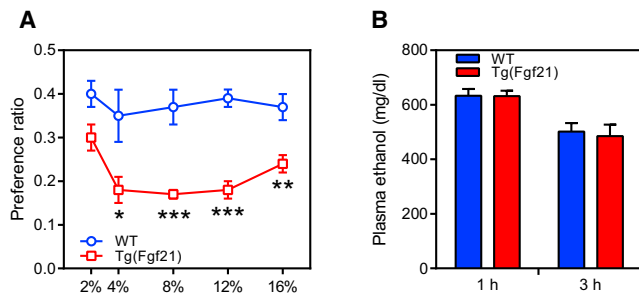 A
Preference ratio
0.5
0.4
0.3
0.2
0.1
0.0
*
***
***
**
WT
Tg(Fgf21)
2% 4% 8% 12% 16%
B
Plasma ethanol (mg/dl)
800
600
400
200
0
WT
Tg(Fgf21)
1 h 3 h